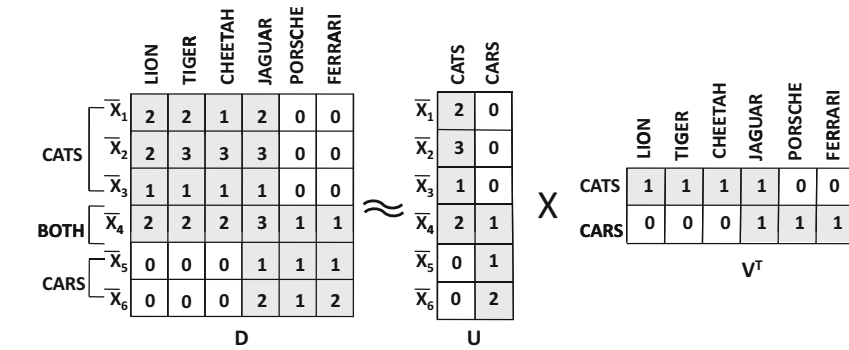 LION TIGER CHEETAH JAGUAR PORSCHE FERRARI
CATS
BOTH
CARS
X̅₁ 2 2 1 2 0 0
X̅₂ 2 3 3 3 0 0
X̅₃ 1 1 1 1 0 0
X̅₄ 2 2 2 3 1 1
X̅₅ 0 0 0 1 1 1
X̅₆ 0 0 0 2 1 2
D
≈
CATS CARS
X̅₁ 2 0
X̅₂ 3 0
X̅₃ 1 0
X̅₄ 2 1
X̅₅ 0 1
X̅₆ 0 2
U
X
LION TIGER CHEETAH JAGUAR PORSCHE FERRARI
CATS 1 1 1 1 0 0
CARS 0 0 0 1 1 1
Vᵀ